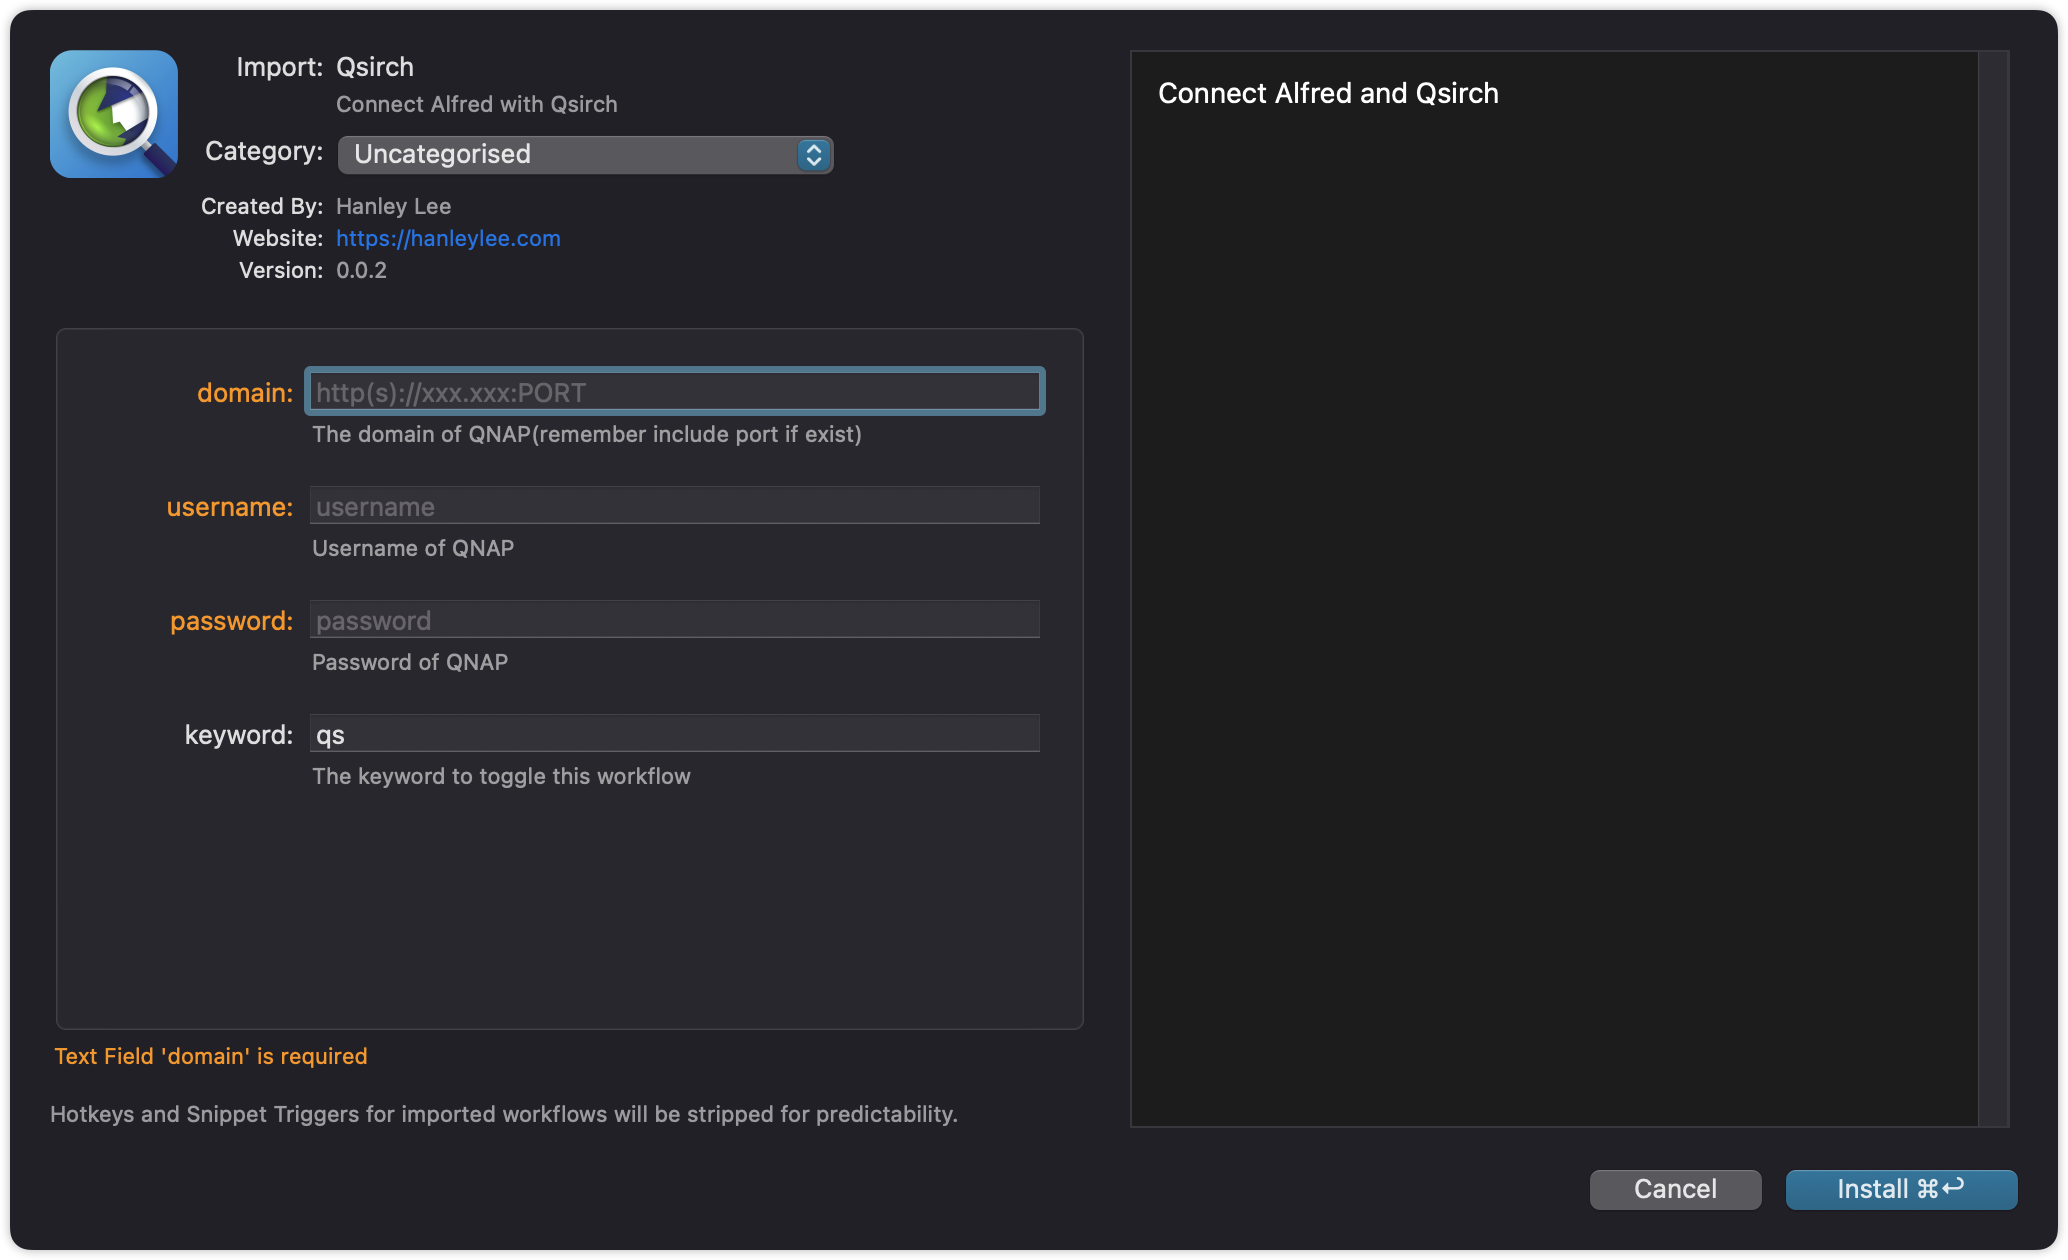 Import: Qsirch
Connect Alfred with Qsirch
Category: Uncategorised
Created By: Hanley Lee
Website: https://hanleylee.com
Version: 0.0.2
domain: http(s)://xxx.xxx:PORT
The domain of QNAP(remember include port if exist)
username: username
Username of QNAP
password: password
Password of QNAP
keyword: qs
The keyword to toggle this workflow
Text Field 'domain' is required
Hotkeys and Snippet Triggers for imported workflows will be stripped for predictability.
Connect Alfred and Qsirch
Cancel
Install ⌘↩